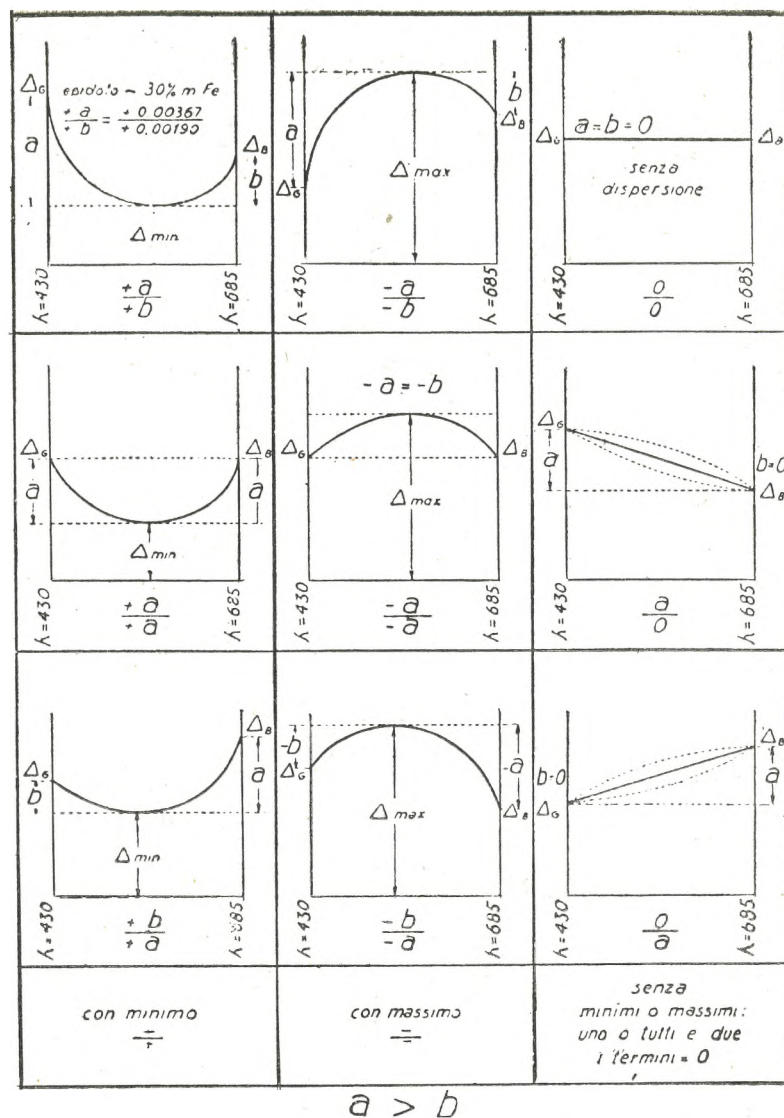 Δ_G
epidoto – 30% m Fe
+ a / + b = + 0.00367 / + 0.00190
a
Δ_B
b
Δ min
λ=430
+ a / + b
λ=685
b
Δ_B
a
Δ max
Δ_G
λ=430
- a / - b
λ=685
a=b=0
Δ_G
Δ_B
senza
dispersione
λ=430
0 / 0
λ=685
Δ_G
Δ_B
a
a
Δ min
λ=430
+ a / + a
λ=685
- a = - b
Δ_G
Δ_B
Δ max
λ=430
- a / - a
λ=685
Δ_G
a
b=0
Δ_B
λ=430
a / 0
λ=685
Δ_B
Δ_G
b
a
Δ min
λ=430
+ b / + a
λ=685
-b
Δ_G
-a
Δ max
Δ_B
λ=430
- b / - a
λ=685
Δ_B
b=0
a
Δ_G
λ=430
0 / a
λ=685
con minimo
+ / +
con massimo
- / -
senza
minimi o massimi:
uno o tutti e due
i termini = 0
a > b